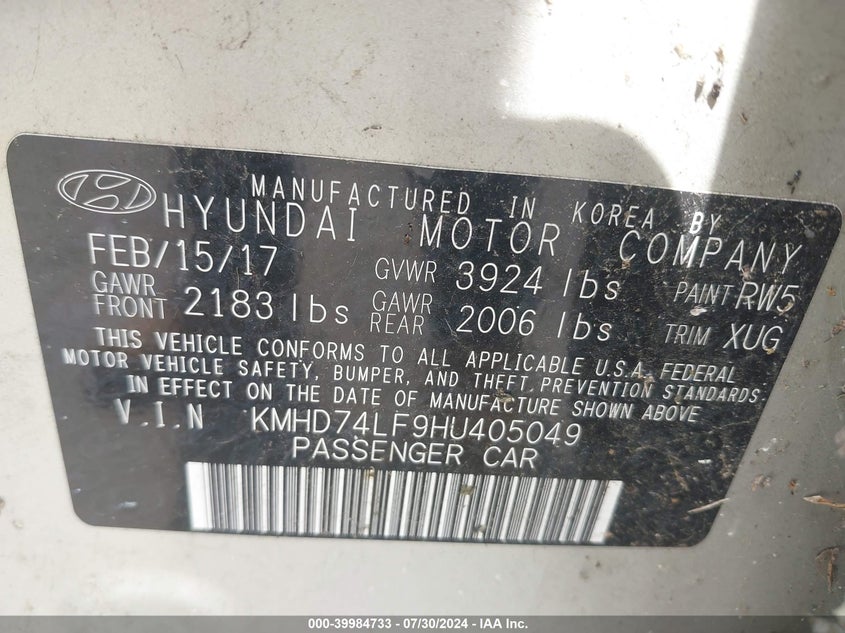 MANUFACTURED IN KOREA BY
HYUNDAI MOTOR COMPANY
FEB/15/17 GVWR 3924 lbs PAINT RW5
GAWR FRONT 2183 lbs GAWR REAR 2006 lbs TRIM XUG
THIS VEHICLE CONFORMS TO ALL APPLICABLE U.S.A. FEDERAL
MOTOR VEHICLE SAFETY, BUMPER, AND THEFT PREVENTION STANDARDS
IN EFFECT ON THE DATE OF MANUFACTURE SHOWN ABOVE
V.I.N KMHD74LF9HU405049
PASSENGER CAR
000-39984733 / 07/30/2024 - IAA Inc.